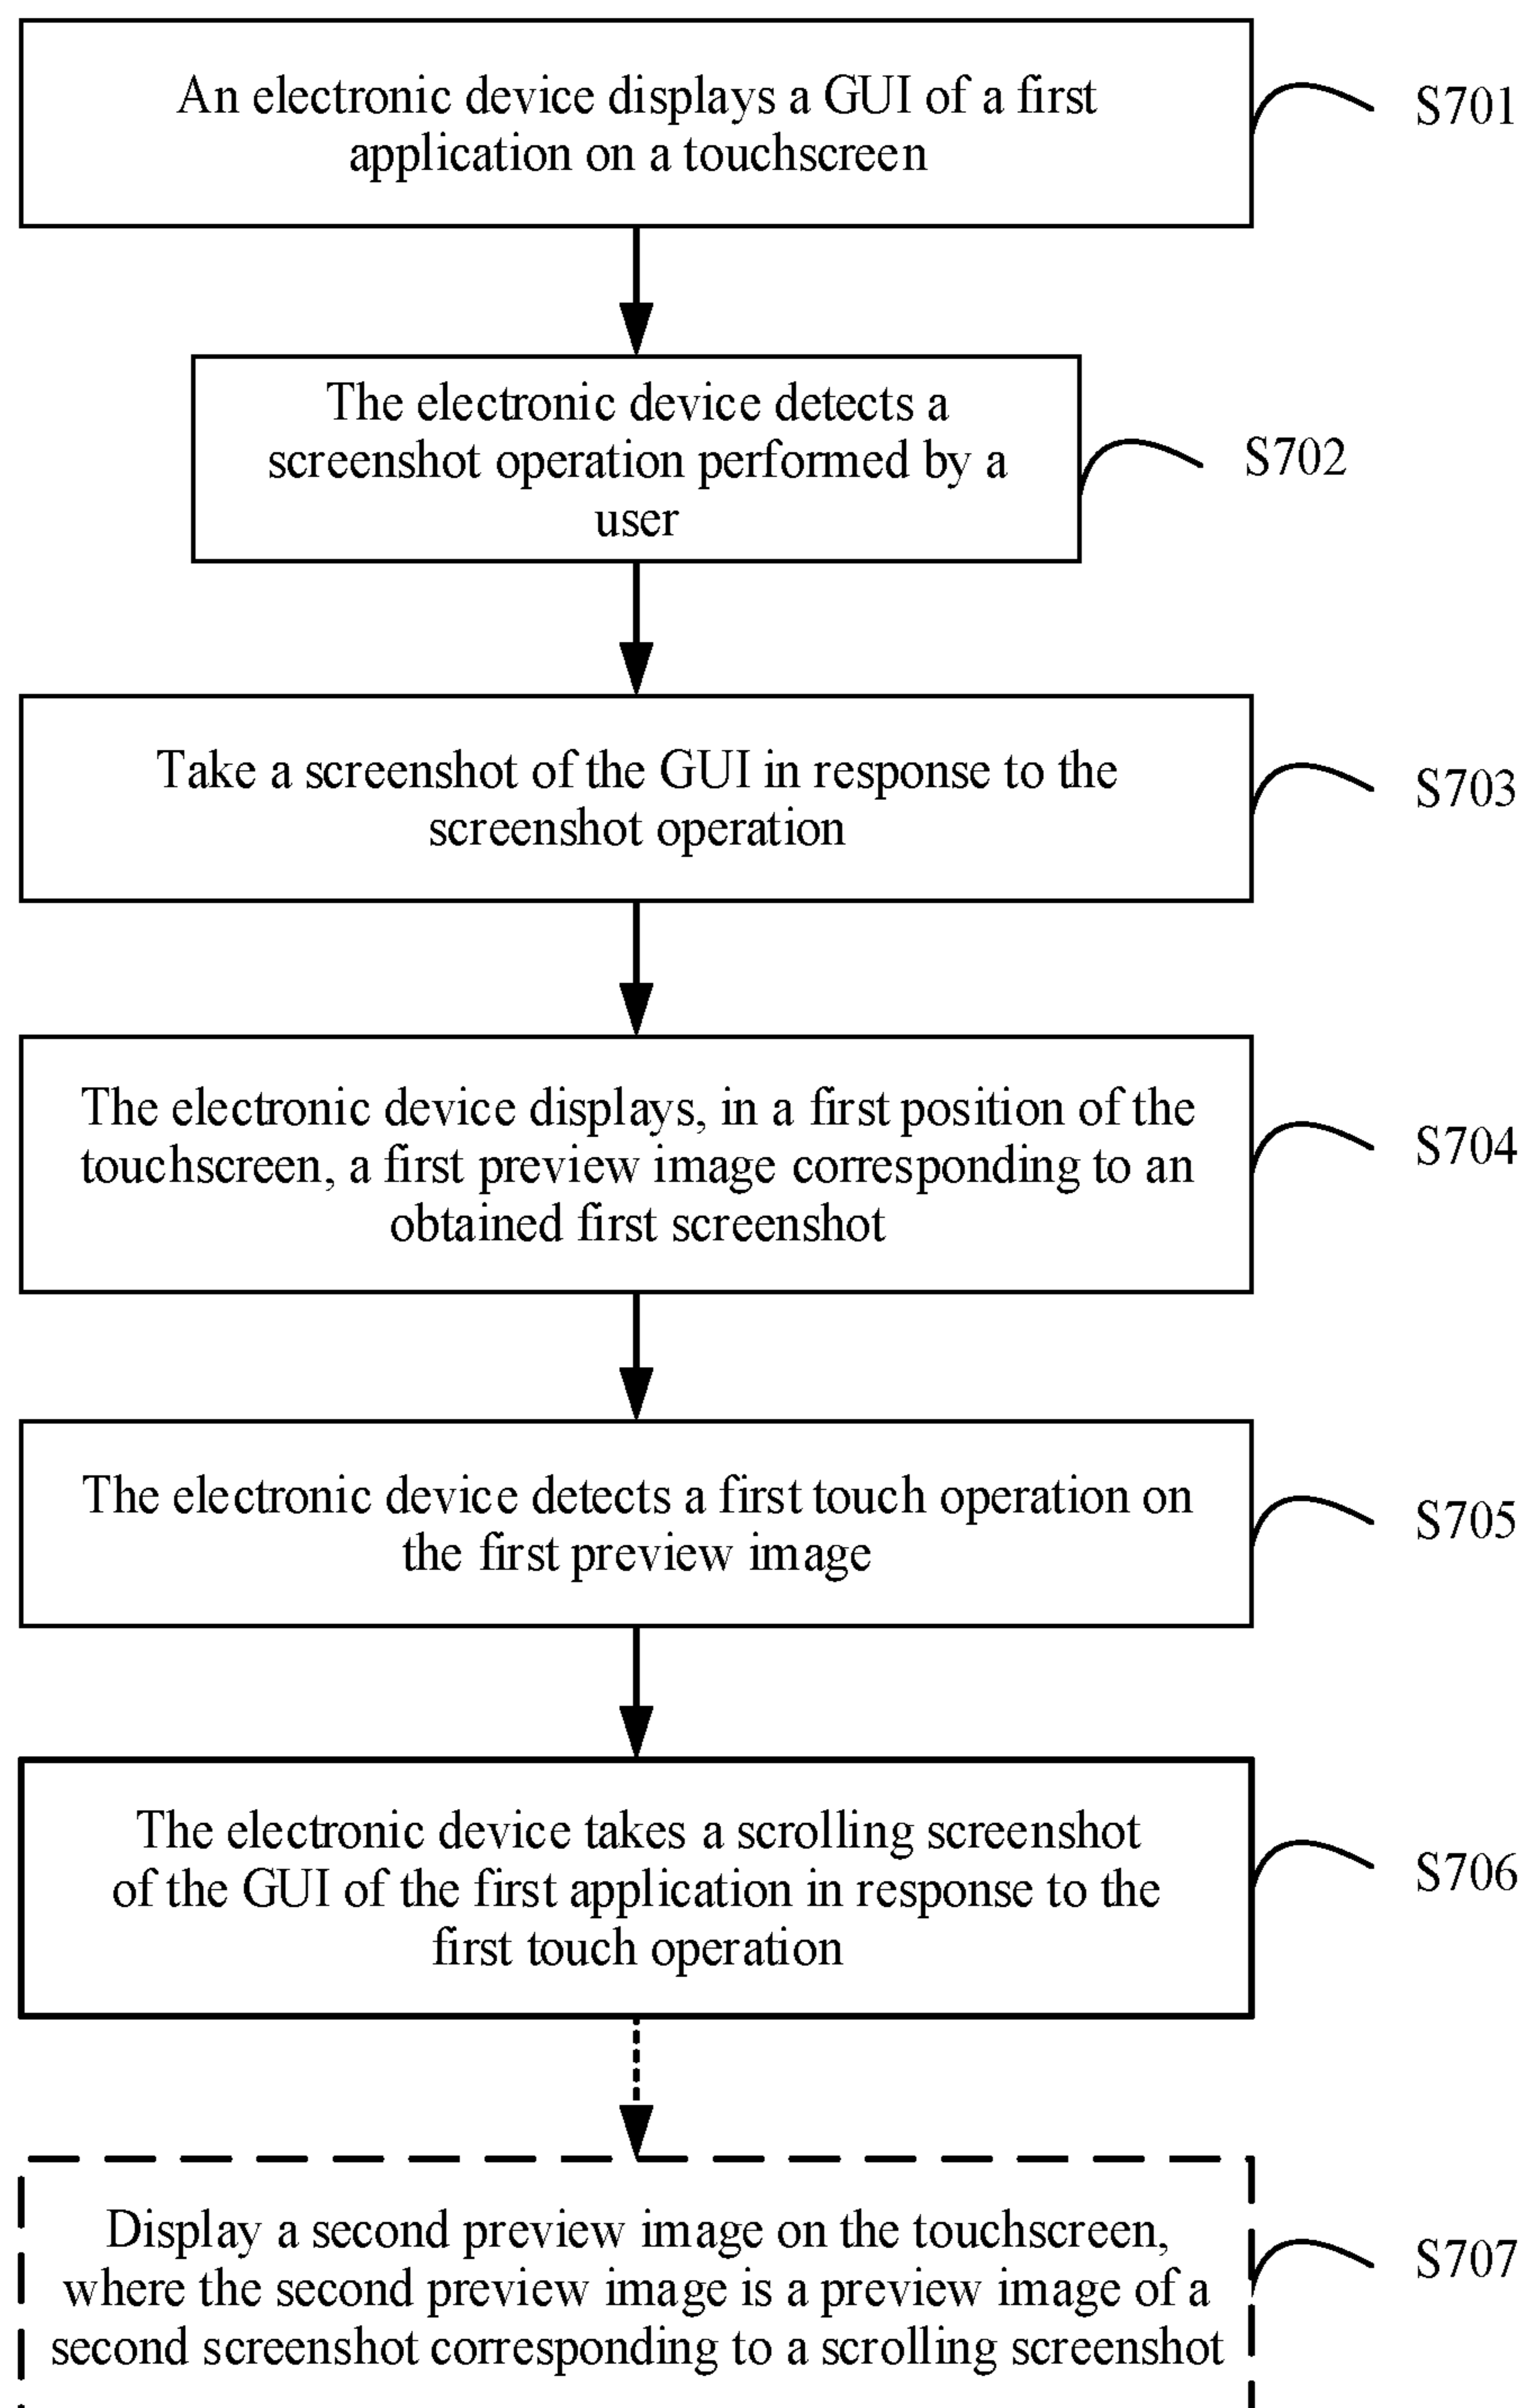 An electronic device displays a GUI of a first
application on a touchscreen
S701
The electronic device detects a
screenshot operation performed by a
user
S702
Take a screenshot of the GUI in response to the
screenshot operation
S703
The electronic device displays, in a first position of the
touchscreen, a first preview image corresponding to an
obtained first screenshot
S704
The electronic device detects a first touch operation on
the first preview image
S705
The electronic device takes a scrolling screenshot
of the GUI of the first application in response to the
first touch operation
S706
Display a second preview image on the touchscreen,
where the second preview image is a preview image of a
second screenshot corresponding to a scrolling screenshot
S707